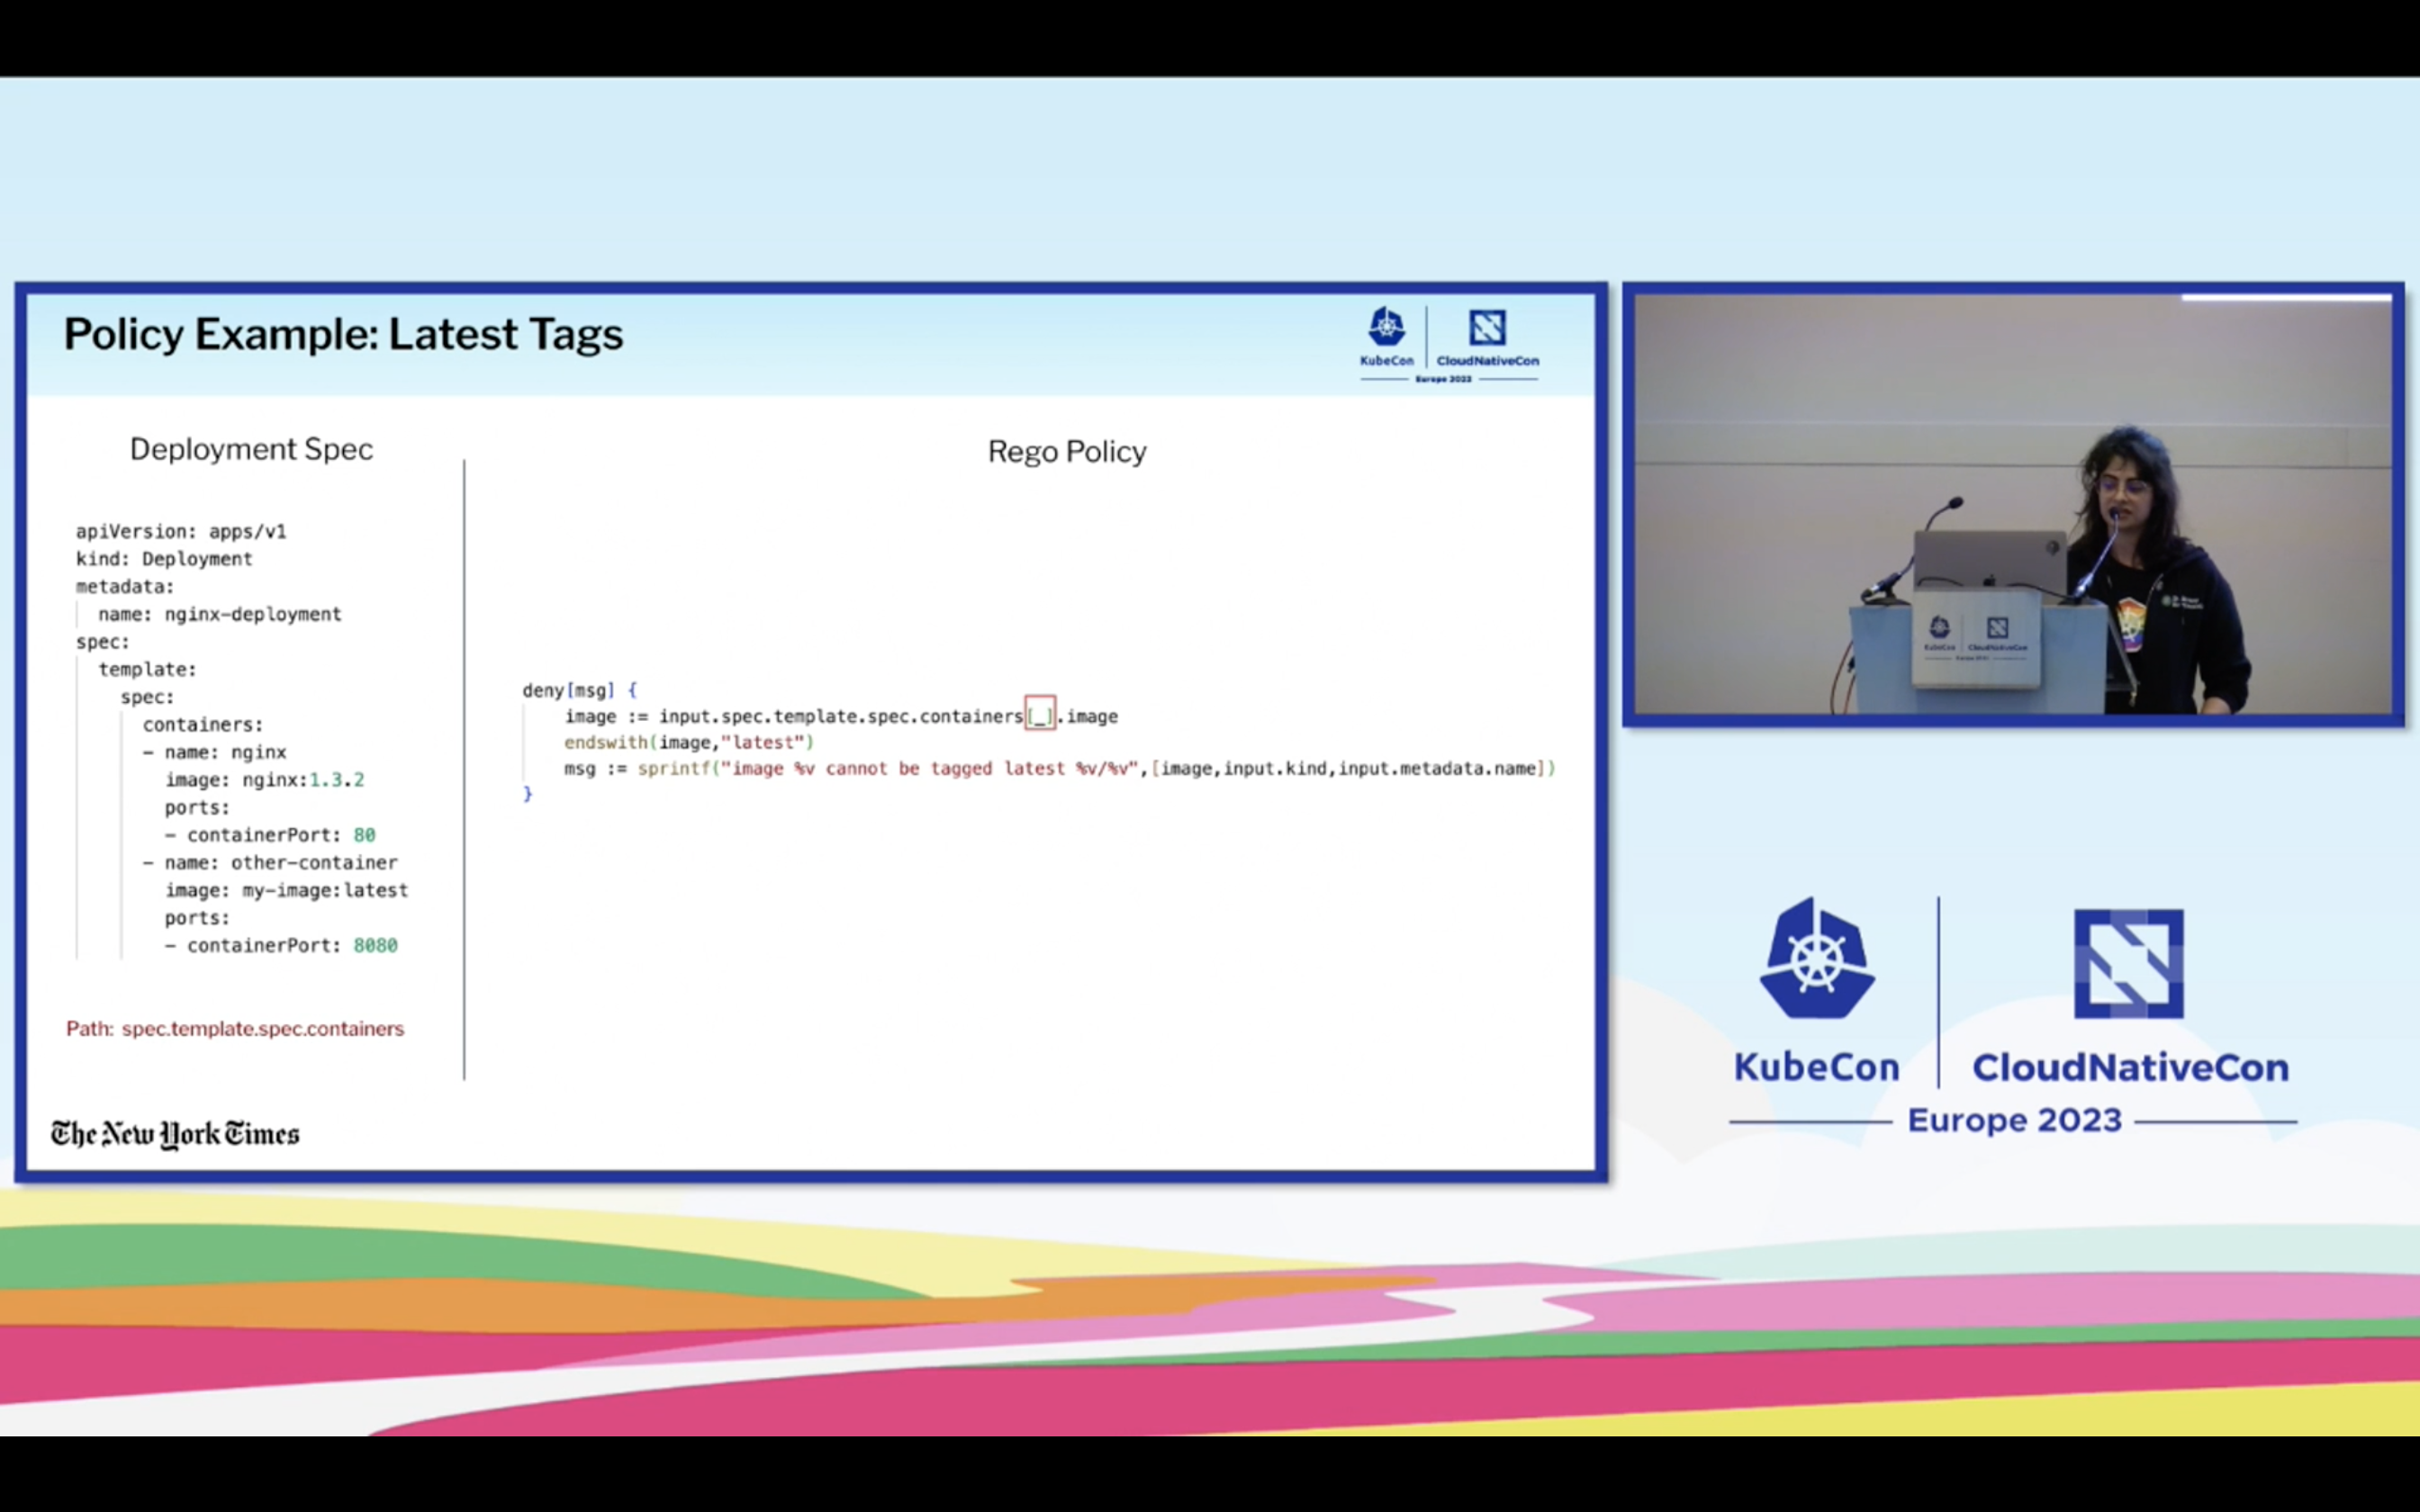 Policy Example: Latest Tags
KubeCon
CloudNativeCon
Europe 2023
Deployment Spec
apiVersion: apps/v1
kind: Deployment
metadata:
name: nginx-deployment
spec:
template:
spec:
containers:
- name: nginx
image: nginx:1.3.2
ports:
- containerPort: 80
- name: other-container
image: my-image:latest
ports:
- containerPort: 8080
Path: spec.template.spec.containers
The New York Times
Rego Policy
deny[msg] {
image := input.spec.template.spec.containers[_].image
endswith(image,"latest")
msg := sprintf("image %v cannot be tagged latest %v/%v",[image,input.kind,input.metadata.name])
}
KubeCon
CloudNativeCon
KubeCon
CloudNativeCon
Europe 2023